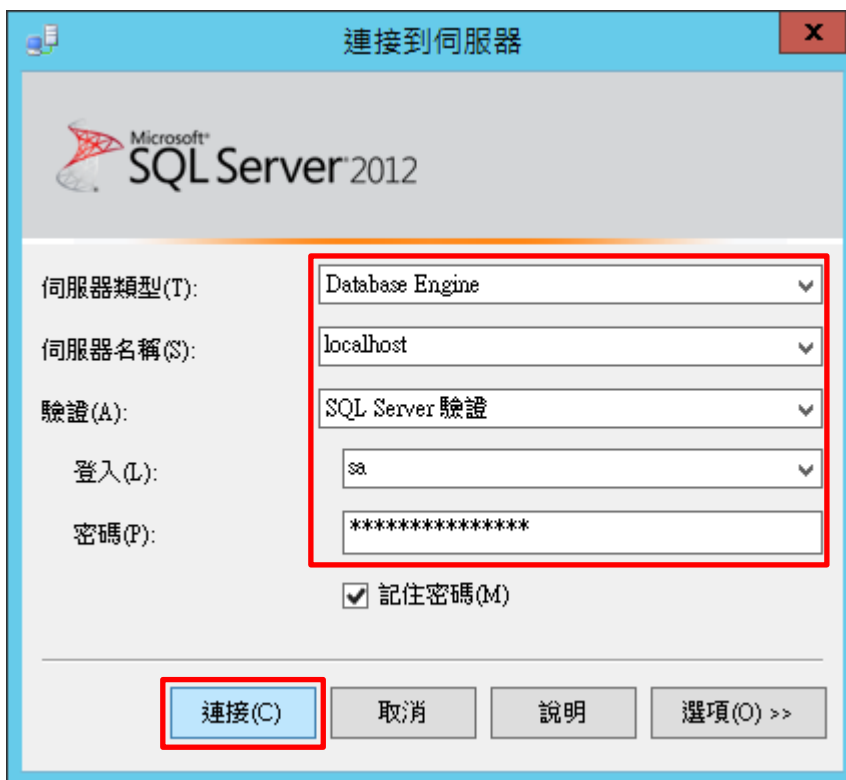 連接到伺服器
x
Microsoft®
SQL Server® 2012
伺服器類型(T): Database Engine
伺服器名稱(S): localhost
驗證(A): SQL Server 驗證
登入(L): sa
密碼(P): ***************
記住密碼(M)
連接(C) 取消 說明 選項(O) >>